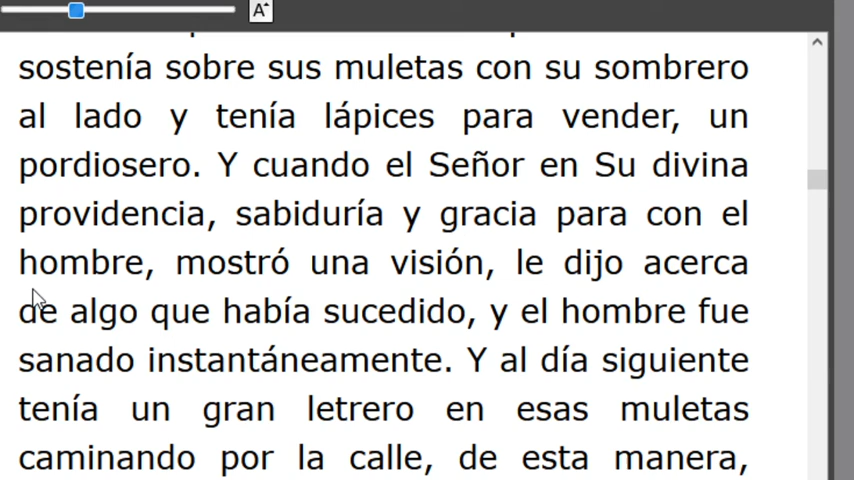 A
sostenía sobre sus muletas con su sombrero
al lado y tenía lápices para vender, un
pordiosero. Y cuando el Señor en Su divina
providencia, sabiduría y gracia para con el
hombre, mostró una visión, le dijo acerca
de algo que había sucedido, y el hombre fue
sanado instantáneamente. Y al día siguiente
tenía un gran letrero en esas muletas
caminando por la calle, de esta manera,